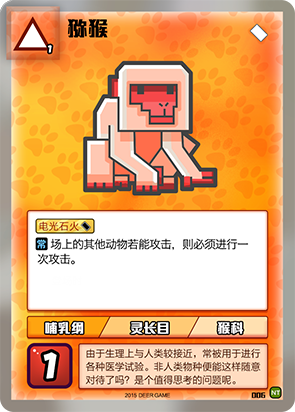 猕猴
1
电光石火
常 场上的其他动物若能攻击，则必须进行一
次攻击。
哺乳纲 / 灵长目 / 猴科
1
由于生理上与人类较接近，常被用于进行
各种医学试验。非人类物种便能这样随意
对待了吗？是个值得思考的问题呢。
2015 DEER GAME
006 NT